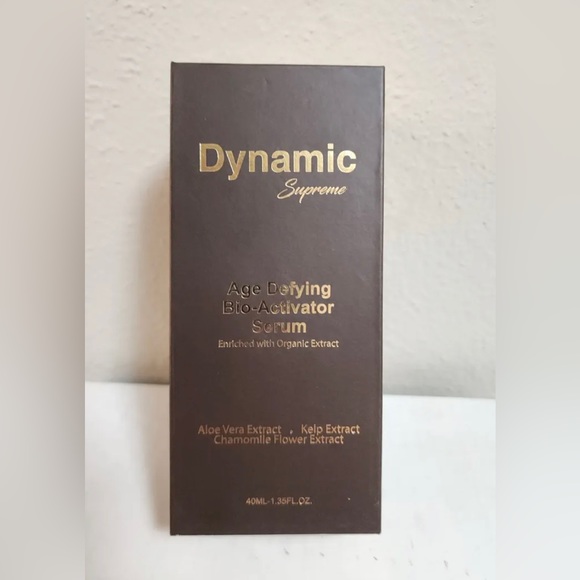 Dynamic
Supreme
Age Defying
Bio-Activator
Serum
Enriched with Organic Extract
Aloe Vera Extract . Kelp Extract
Chamomile Flower Extract
40ML-1.35FL.OZ.